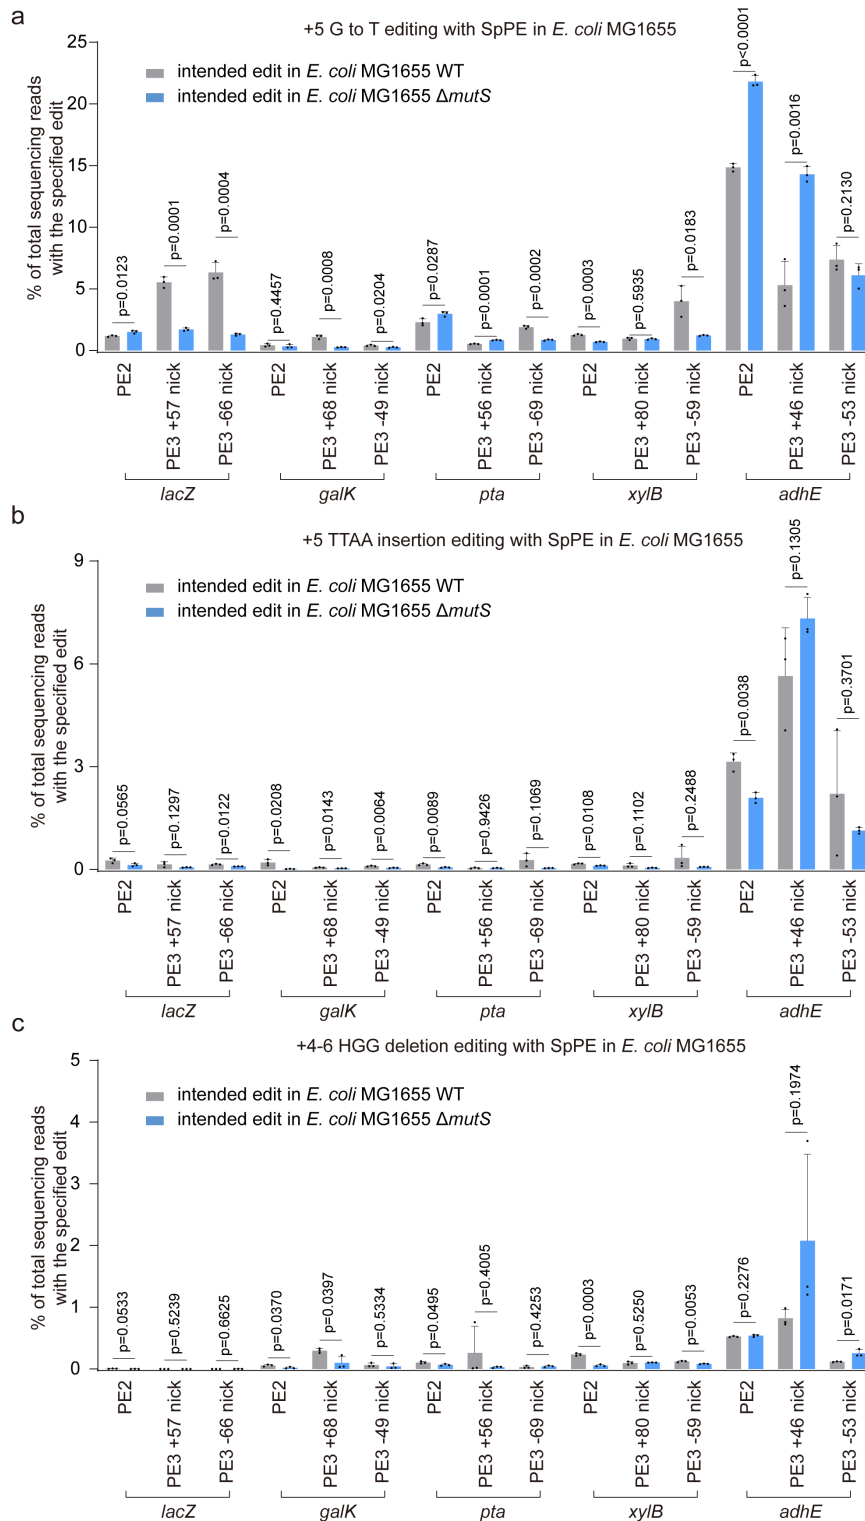 a
+5 G to T editing with SpPE in E. coli MG1655
% of total sequencing reads
with the specified edit
25
20
15
10
5
0
intended edit in E. coli MG1655 WT
intended edit in E. coli MG1655 ΔmutS
p=0.0123
p=0.0001
p=0.0004
p=0.4457
p=0.0008
p=0.0204
p=0.0287
p=0.0001
p=0.0002
p=0.0003
p=0.5935
p=0.0183
p<0.0001
p=0.0016
p=0.2130
PE2
PE3 +57 nick
PE3 -66 nick
PE2
PE3 +68 nick
PE3 -49 nick
PE2
PE3 +56 nick
PE3 -69 nick
PE2
PE3 +80 nick
PE3 -59 nick
PE2
PE3 +46 nick
PE3 -53 nick
lacZ
galK
pta
xylB
adhE
b
+5 TTAA insertion editing with SpPE in E. coli MG1655
% of total sequencing reads
with the specified edit
9
6
3
0
intended edit in E. coli MG1655 WT
intended edit in E. coli MG1655 ΔmutS
p=0.0565
p=0.1297
p=0.0122
p=0.0208
p=0.0143
p=0.0064
p=0.0089
p=0.9426
p=0.1069
p=0.0108
p=0.1102
p=0.2488
p=0.0038
p=0.1305
p=0.3701
PE2
PE3 +57 nick
PE3 -66 nick
PE2
PE3 +68 nick
PE3 -49 nick
PE2
PE3 +56 nick
PE3 -69 nick
PE2
PE3 +80 nick
PE3 -59 nick
PE2
PE3 +46 nick
PE3 -53 nick
lacZ
galK
pta
xylB
adhE
c
+4-6 HGG deletion editing with SpPE in E. coli MG1655
% of total sequencing reads
with the specified edit
5
4
3
2
1
0
intended edit in E. coli MG1655 WT
intended edit in E. coli MG1655 ΔmutS
p=0.0533
p=0.5239
p=0.6625
p=0.0370
p=0.0397
p=0.5334
p=0.0495
p=0.4005
p=0.4253
p=0.0003
p=0.5250
p=0.0053
p=0.2276
p=0.1974
p=0.0171
PE2
PE3 +57 nick
PE3 -66 nick
PE2
PE3 +68 nick
PE3 -49 nick
PE2
PE3 +56 nick
PE3 -69 nick
PE2
PE3 +80 nick
PE3 -59 nick
PE2
PE3 +46 nick
PE3 -53 nick
lacZ
galK
pta
xylB
adhE